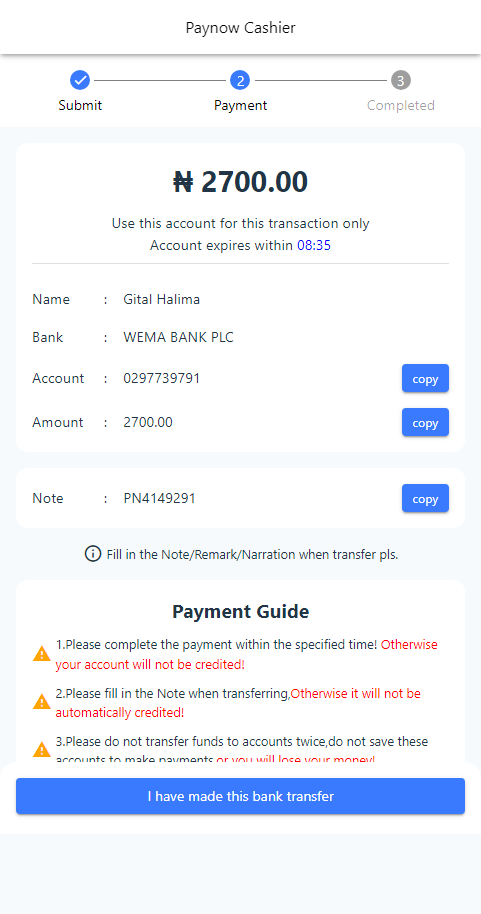 Paynow Cashier
2 3
Submit Payment Completed
₦ 2700.00
Use this account for this transaction only
Account expires within 08:35
Name : Gital Halima
Bank : WEMA BANK PLC
Account : 0297739791 copy
Amount : 2700.00 copy
Note : PN4149291 copy
Fill in the Note/Remark/Narration when transfer pls.
Payment Guide
1.Please complete the payment within the specified time! Otherwise
your account will not be credited!
2.Please fill in the Note when transferring,Otherwise it will not be
automatically credited!
3.Please do not transfer funds to accounts twice,do not save these
accounts to make payments,or you will lose your money!
I have made this bank transfer